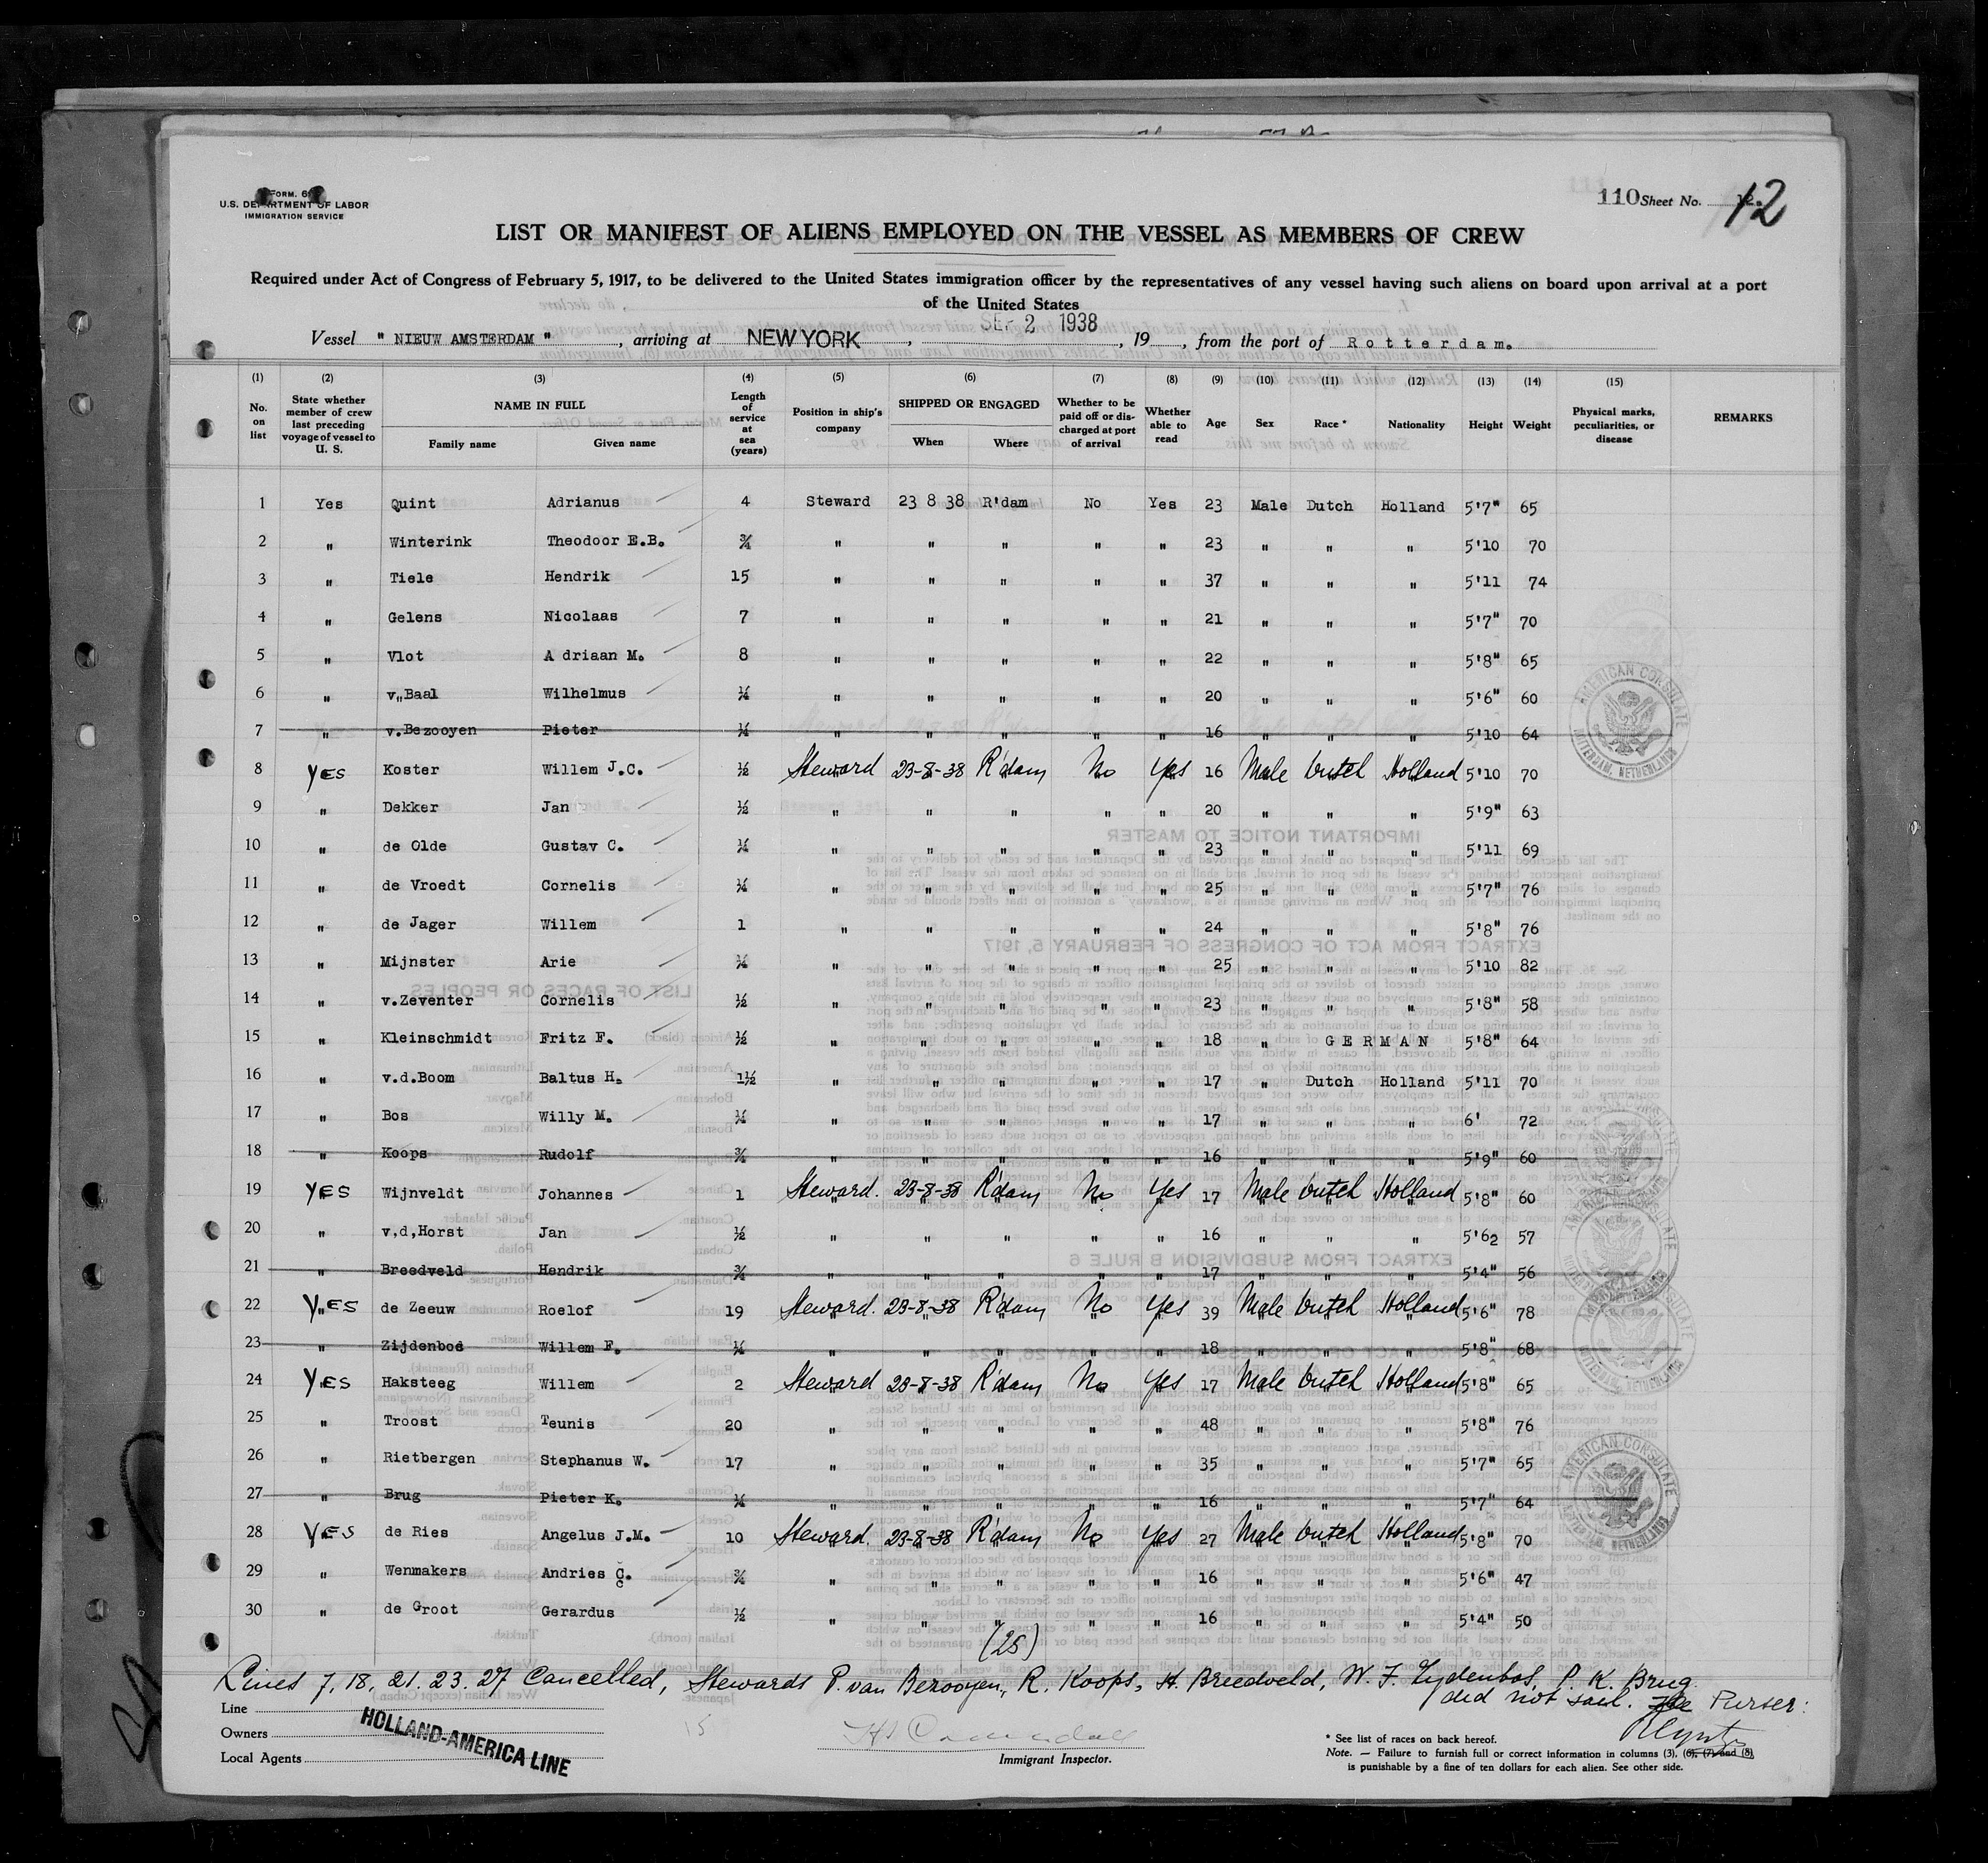 FORM. 6
U.S. DEPARTMENT OF LABOR
IMMIGRATION SERVICE
110 Sheet No. 12
LIST OR MANIFEST OF ALIENS EMPLOYED ON THE VESSEL AS MEMBERS OF CREW
Required under Act of Congress of February 5, 1917, to be delivered to the United States immigration officer by the representatives of any vessel having such aliens on board upon arrival at a port
of the United States
Vessel " NIEUW AMSTERDAM " , arriving at NEW YORK , SEP 2 1938 , 19 , from the port of Rotterdam.
(1) (2) (3) (4) (5) (6) (7) (8) (9) (10) (11) (12) (13) (14) (15)
No. on list | State whether member of crew last preceding voyage of vessel to U. S. | NAME IN FULL Family name Given name | Length of service at sea (years) | Position in ship's company | SHIPPED OR ENGAGED When Where | Whether to be paid off or discharged at port of arrival | Whether able to read | Age | Sex | Race * | Nationality | Height | Weight | Physical marks, peculiarities, or disease | REMARKS
1 Yes Quint Adrianus 4 Steward 23 8 38 R'dam No Yes 23 Male Dutch Holland 5'7" 65
2 " Winterink Theodoor E.B. ¾ " " " " " 23 " " " 5'10 70
3 " Tiele Hendrik 15 " " " " " 37 " " " 5'11 74
4 " Gelens Nicolaas 7 " " " " " 21 " " " 5'7" 70
5 " Vlot A driaan M. 8 " " " " " 22 " " " 5'8" 65
6 " v"Baal Wilhelmus ¼ " " " " " 20 " " " 5'6" 60
7 " v.Bezooyen Pieter ¼ " " " " " 16 " " " 5'10 64
8 YES Koster Willem J.C. ½ Steward 23-8-38 R'dam No Yes 16 Male Dutch Holland 5'10 70
9 " Dekker Jan ½ " " " " " 20 " " " 5'9" 63
10 " de Olde Gustav C. ¼ " " " " " 23 " " " 5'11 69
11 " de Vroedt Cornelis ¼ " " " " " 25 " " " 5'7" 76
12 " de Jager Willem 1 " " " " " 24 " " " 5'8" 76
13 " Mijnster Arie ¼ " " " " " 25 " " " 5'10 82
14 " v.Zeventer Cornelis ½ " " " " " 23 " " " 5'8" 58
15 " Kleinschmidt Fritz F. ½ " " " " " 18 " GERMAN 5'8" 64
16 " v.d.Boom Baltus H. 1½ " " " " " 17 " Dutch Holland 5'11 70
17 " Bos Willy M. ¼ " " " " " 17 " " " 6' 72
18 " Koops Rudolf ¾ " " " " " 16 " " " 5'9" 60
19 YES Wijnveldt Johannes 1 Steward. 23-8-38 R'dam No Yes 17 Male Dutch Holland 5'8" 60
20 " v,d,Horst Jan ½ " " " " " 16 " " " 5'6½ 57
21 " Breedveld Hendrik ¾ " " " " " 17 " " " 5'4" 56
22 YES de Zeeuw Roelof 19 Steward. 23-8-38 R'dam No Yes 39 Male Dutch Holland 5'6" 78
23 " Zijdenbos Willem F. ¼ " " " " " 18 " " " 5'8" 68
24 YES Haksteeg Willem 2 Steward 23-8-38 R'dam No Yes 17 Male Dutch Holland 5'8" 65
25 " Troost Teunis 20 " " " " " 48 " " " 5'8" 76
26 " Rietbergen Stephanus W. 17 " " " " " 35 " " " 5'7" 65
27 " Brug Pieter K. ¼ " " " " " 16 " " " 5'7" 64
28 YES de Ries Angelus J.M. 10 Steward. 23-8-38 R'dam No Yes 27 Male Dutch Holland 5'8" 70
29 " Wenmakers Andries C. ¾ " " " " " 16 " " " 5'6" 47
30 " de Groot Gerardus ½ " " " " " 16 " " " 5'4" 50
(25)
Lines 7, 18, 21. 23. 27 Cancelled, Stewards P. van Bezooyen, R. Koops, H. Breedveld, W. F. Zydenbos, P. K. Brug
did not sail. The Purser:
Line
Owners
Local Agents
HOLLAND-AMERICA LINE
Immigrant Inspector.
* See list of races on back hereof.
Note. — Failure to furnish full or correct information in columns (3), (6), (7) and (8)
is punishable by a fine of ten dollars for each alien. See other side.
AMERICAN CONSULATE
ROTTERDAM, NETHERLANDS